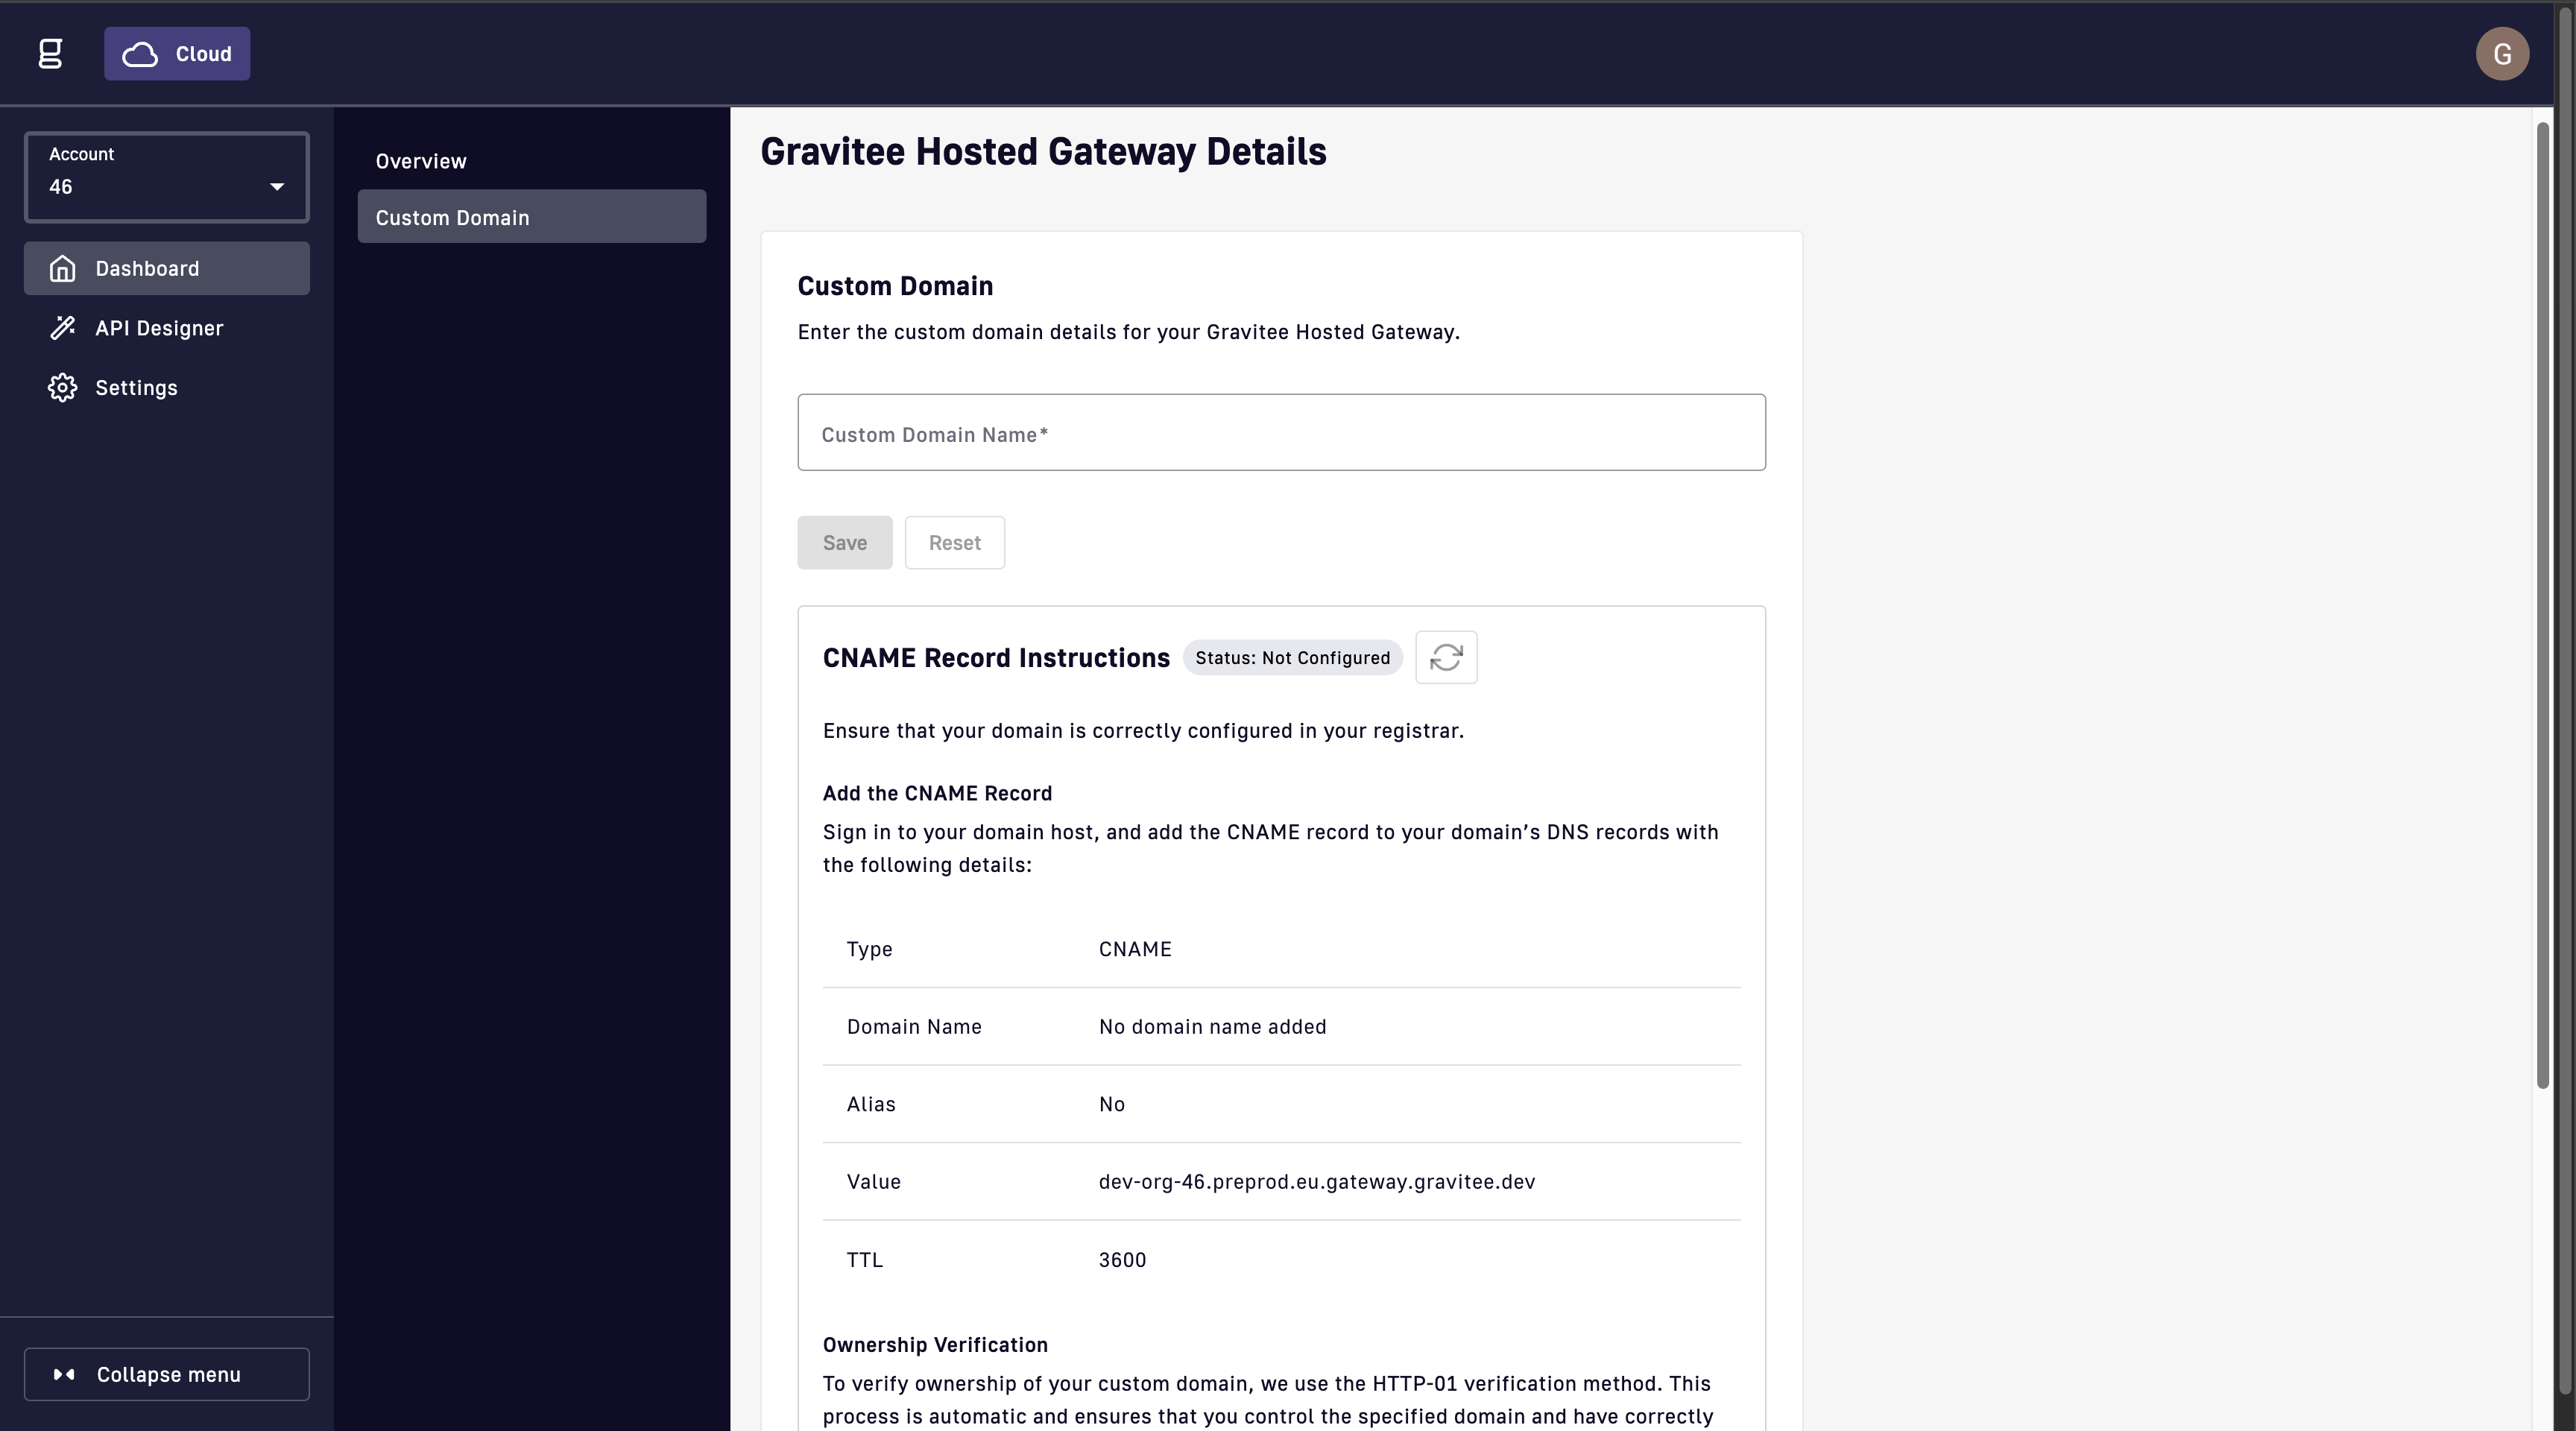 g
Cloud
G
Account
46
Dashboard
API Designer
Settings
Collapse menu
Overview
Custom Domain
Gravitee Hosted Gateway Details
Custom Domain
Enter the custom domain details for your Gravitee Hosted Gateway.
Custom Domain Name*
Save
Reset
CNAME Record Instructions
Status: Not Configured
Ensure that your domain is correctly configured in your registrar.
Add the CNAME Record
Sign in to your domain host, and add the CNAME record to your domain’s DNS records with
the following details:
Type CNAME
Domain Name No domain name added
Alias No
Value dev-org-46.preprod.eu.gateway.gravitee.dev
TTL 3600
Ownership Verification
To verify ownership of your custom domain, we use the HTTP-01 verification method. This
process is automatic and ensures that you control the specified domain and have correctly